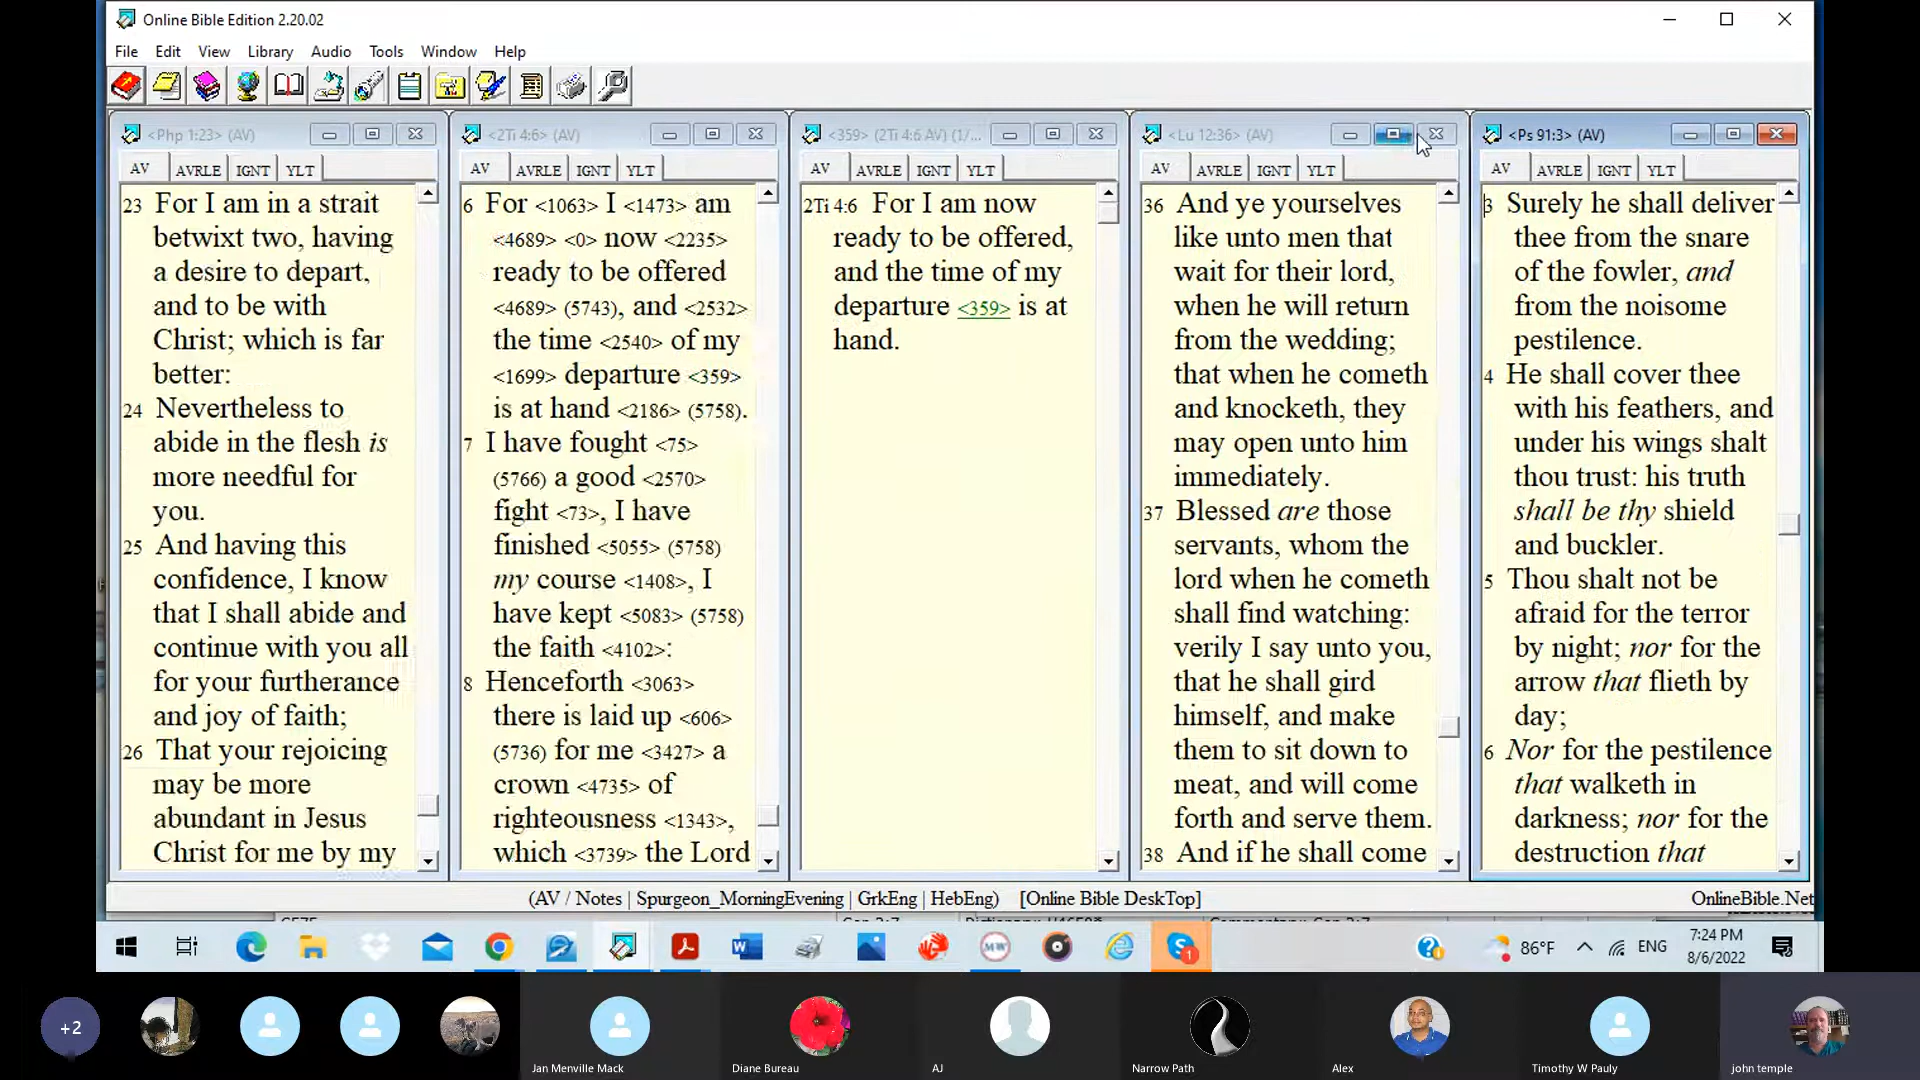 Online Bible Edition 2.20.02
File Edit View Library Audio Tools Window Help
<Php 1:23> (AV)
AV AVRLE IGNT YLT
23 For I am in a strait
betwixt two, having
a desire to depart,
and to be with
Christ; which is far
better:
24 Nevertheless to
abide in the flesh is
more needful for
you.
25 And having this
confidence, I know
that I shall abide and
continue with you all
for your furtherance
and joy of faith;
26 That your rejoicing
may be more
abundant in Jesus
Christ for me by my
<2Ti 4:6> (AV)
AV AVRLE IGNT YLT
6 For <1063> I <1473> am
<4689> <0> now <2235>
ready to be offered
<4689> (5743), and <2532>
the time <2540> of my
<1699> departure <359>
is at hand <2186> (5758).
7 I have fought <75>
(5766) a good <2570>
fight <73>, I have
finished <5055> (5758)
my course <1408>, I
have kept <5083> (5758)
the faith <4102>:
8 Henceforth <3063>
there is laid up <606>
(5736) for me <3427> a
crown <4735> of
righteousness <1343>,
which <3739> the Lord
<359> (2Ti 4:6 AV) (1/...
AV AVRLE IGNT YLT
2Ti 4:6 For I am now
ready to be offered,
and the time of my
departure <359> is at
hand.
<Lu 12:36> (AV)
AV AVRLE IGNT YLT
36 And ye yourselves
like unto men that
wait for their lord,
when he will return
from the wedding;
that when he cometh
and knocketh, they
may open unto him
immediately.
37 Blessed are those
servants, whom the
lord when he cometh
shall find watching:
verily I say unto you,
that he shall gird
himself, and make
them to sit down to
meat, and will come
forth and serve them.
38 And if he shall come
<Ps 91:3> (AV)
AV AVRLE IGNT YLT
3 Surely he shall deliver
thee from the snare
of the fowler, and
from the noisome
pestilence.
4 He shall cover thee
with his feathers, and
under his wings shalt
thou trust: his truth
shall be thy shield
and buckler.
5 Thou shalt not be
afraid for the terror
by night; nor for the
arrow that flieth by
day;
6 Nor for the pestilence
that walketh in
darkness; nor for the
destruction that
(AV / Notes | Spurgeon_MorningEvening | GrkEng | HebEng) [Online Bible DeskTop]
OnlineBible.Net
86°F
ENG
7:24 PM
8/6/2022
+2
Jan Menville Mack
Diane Bureau
AJ
Narrow Path
Alex
Timothy W Pauly
john temple